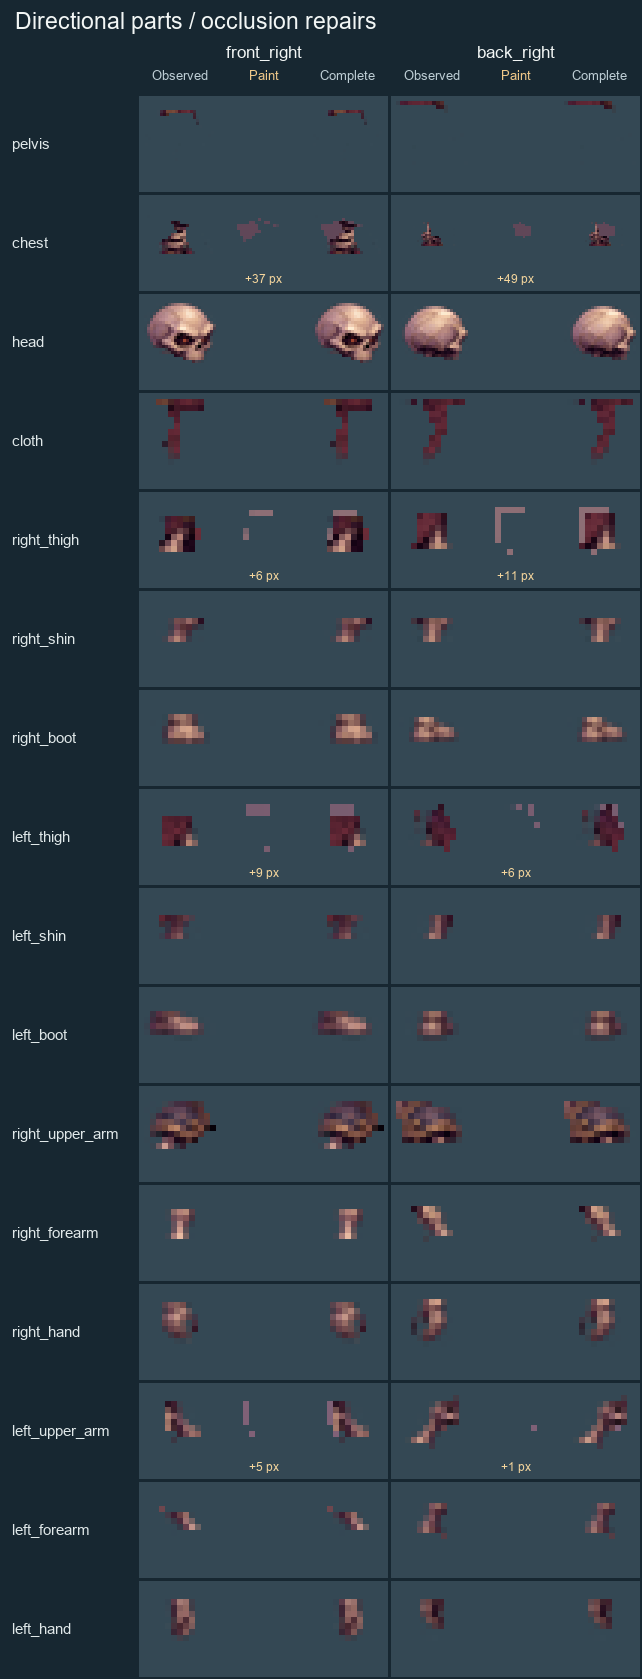 Directional parts / occlusion repairs
front_right back_right
Observed Paint Complete Observed Paint Complete
pelvis
chest
+37 px +49 px
head
cloth
right_thigh
+6 px +11 px
right_shin
right_boot
left_thigh
+9 px +6 px
left_shin
left_boot
right_upper_arm
right_forearm
right_hand
left_upper_arm
+5 px +1 px
left_forearm
left_hand